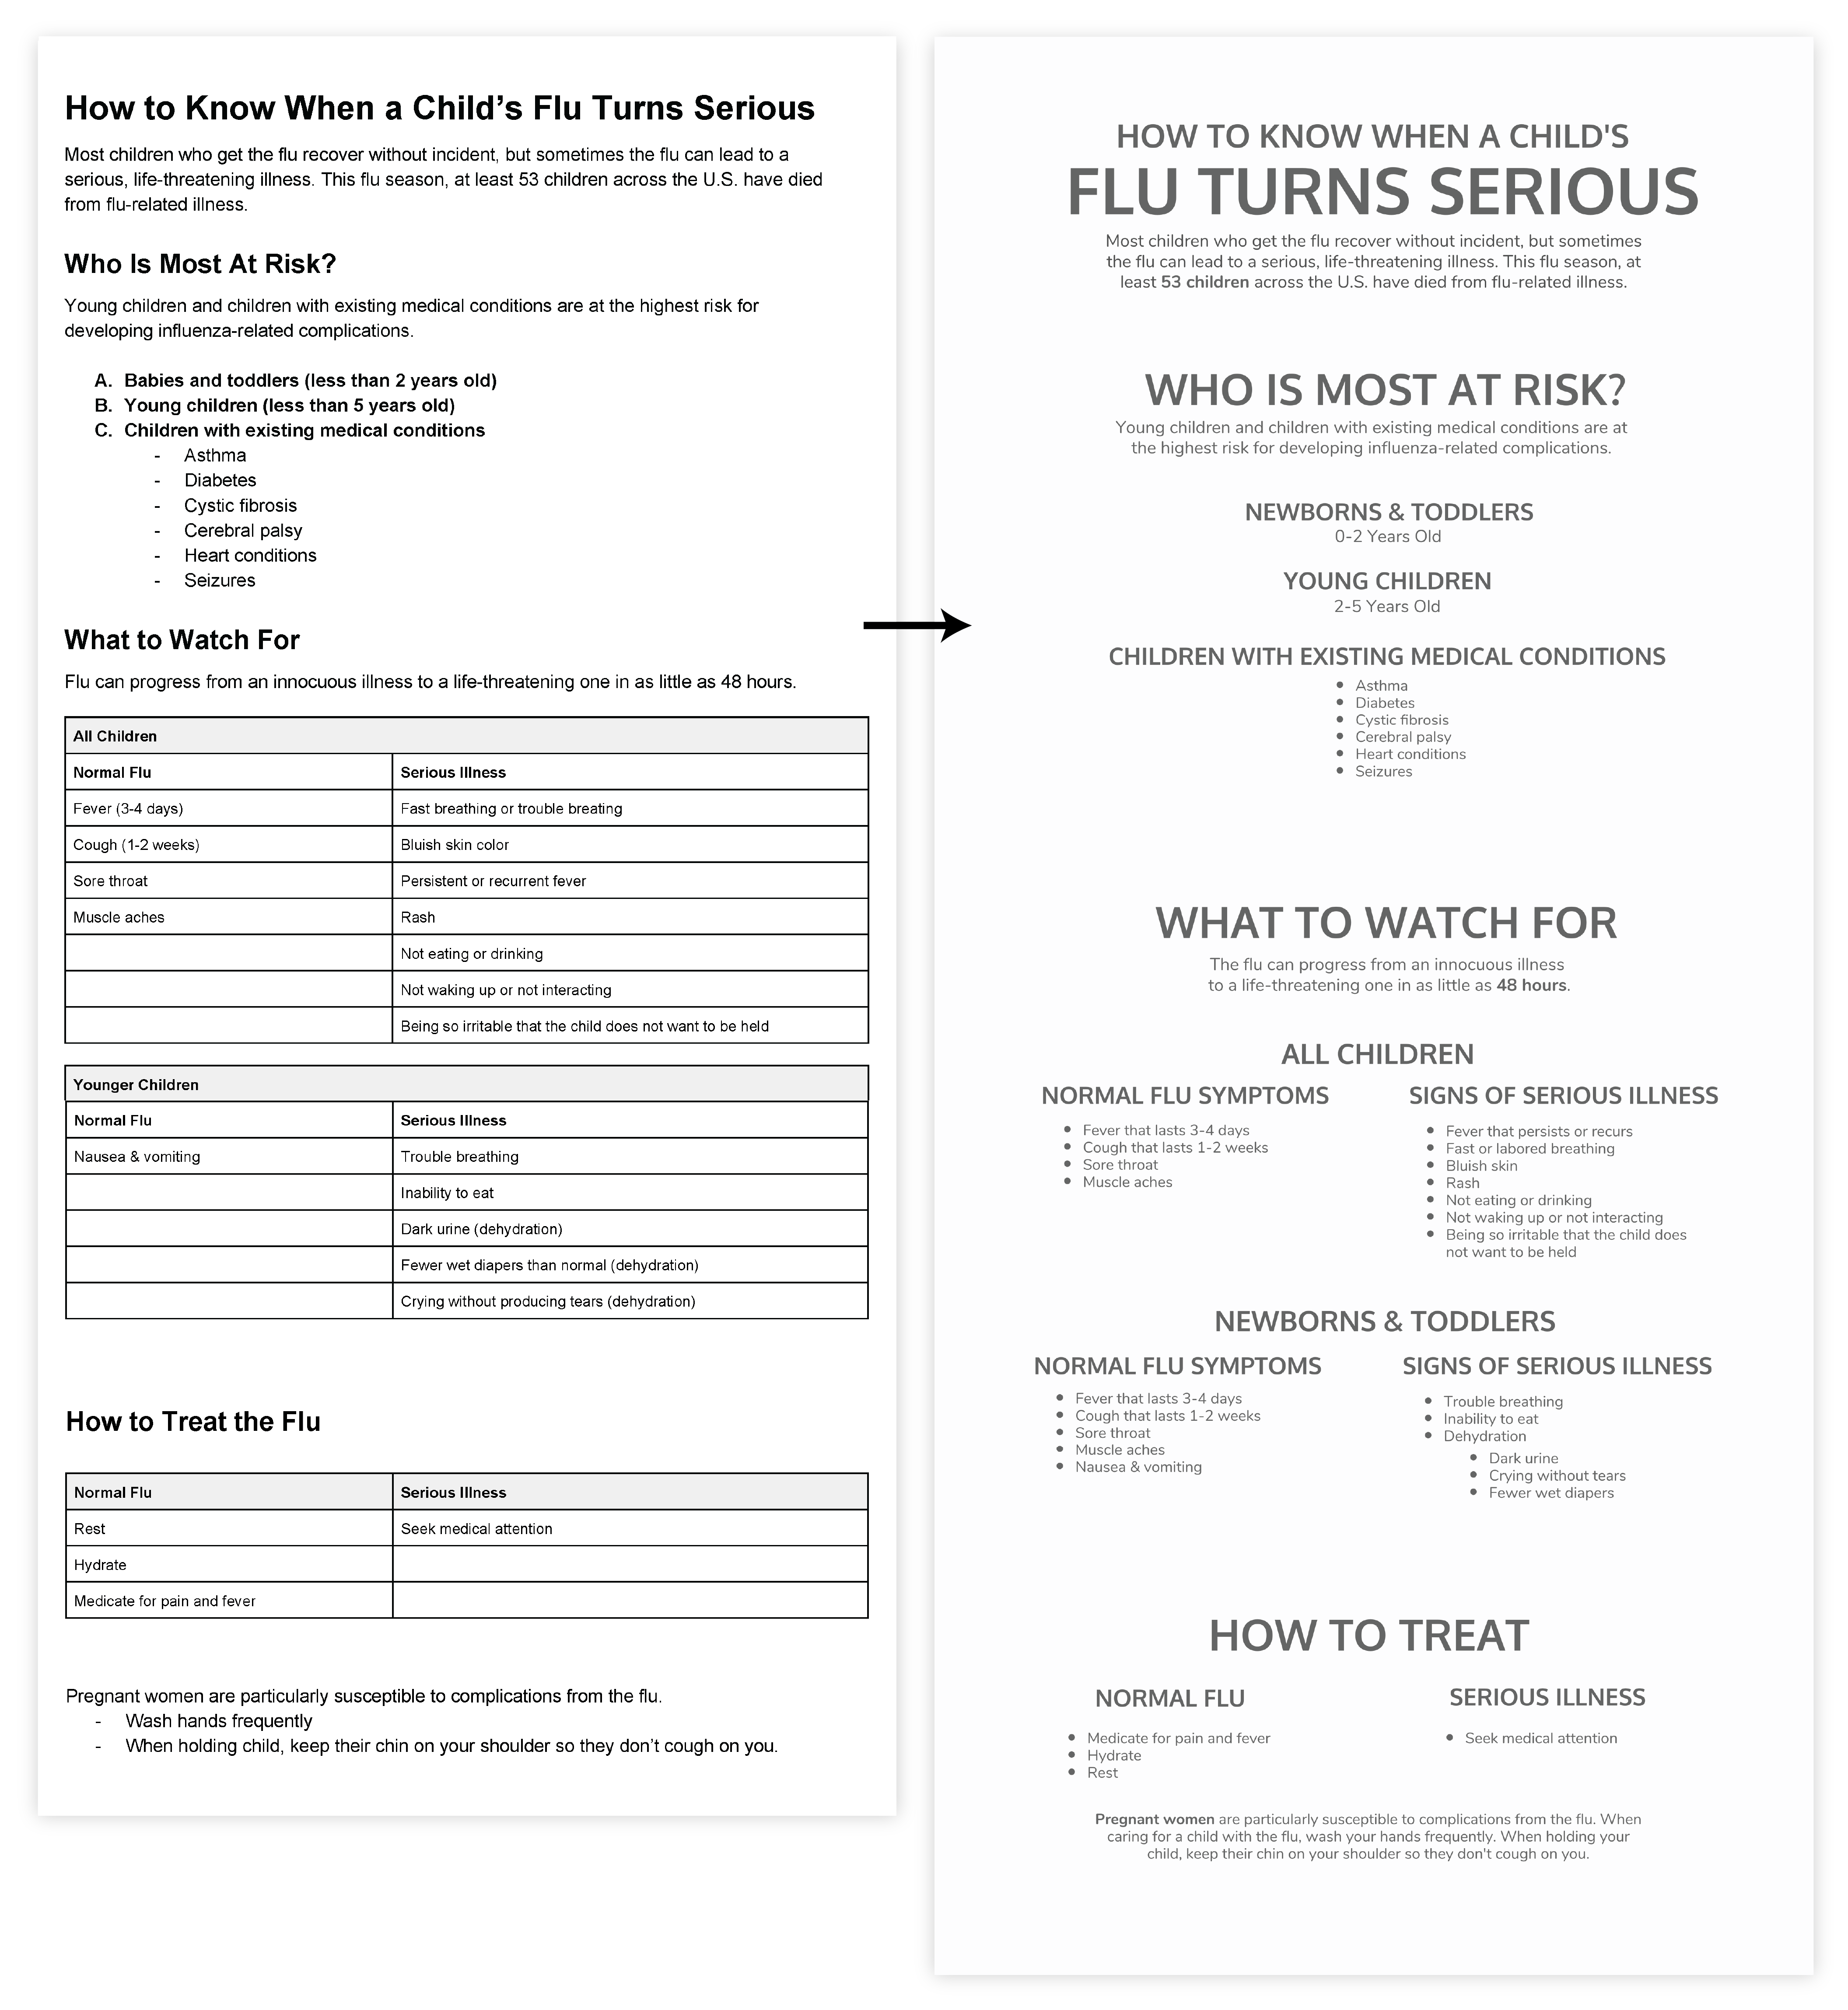 How to Know When a Child’s Flu Turns Serious
Most children who get the flu recover without incident, but sometimes the flu can lead to a
serious, life-threatening illness. This flu season, at least 53 children across the U.S. have died
from flu-related illness.
Who Is Most At Risk?
Young children and children with existing medical conditions are at the highest risk for
developing influenza-related complications.
A. Babies and toddlers (less than 2 years old)
B. Young children (less than 5 years old)
C. Children with existing medical conditions
- Asthma
- Diabetes
- Cystic fibrosis
- Cerebral palsy
- Heart conditions
- Seizures
What to Watch For
Flu can progress from an innocuous illness to a life-threatening one in as little as 48 hours.
All Children
Normal Flu Serious Illness
Fever (3-4 days) Fast breathing or trouble breating
Cough (1-2 weeks) Bluish skin color
Sore throat Persistent or recurrent fever
Muscle aches Rash
Not eating or drinking
Not waking up or not interacting
Being so irritable that the child does not want to be held
Younger Children
Normal Flu Serious Illness
Nausea & vomiting Trouble breathing
Inability to eat
Dark urine (dehydration)
Fewer wet diapers than normal (dehydration)
Crying without producing tears (dehydration)
How to Treat the Flu
Normal Flu Serious Illness
Rest Seek medical attention
Hydrate
Medicate for pain and fever
Pregnant women are particularly susceptible to complications from the flu.
- Wash hands frequently
- When holding child, keep their chin on your shoulder so they don’t cough on you.
HOW TO KNOW WHEN A CHILD'S
FLU TURNS SERIOUS
Most children who get the flu recover without incident, but sometimes
the flu can lead to a serious, life-threatening illness. This flu season, at
least 53 children across the U.S. have died from flu-related illness.
WHO IS MOST AT RISK?
Young children and children with existing medical conditions are at
the highest risk for developing influenza-related complications.
NEWBORNS & TODDLERS
0-2 Years Old
YOUNG CHILDREN
2-5 Years Old
CHILDREN WITH EXISTING MEDICAL CONDITIONS
• Asthma
• Diabetes
• Cystic fibrosis
• Cerebral palsy
• Heart conditions
• Seizures
WHAT TO WATCH FOR
The flu can progress from an innocuous illness
to a life-threatening one in as little as 48 hours.
ALL CHILDREN
NORMAL FLU SYMPTOMS
• Fever that lasts 3-4 days
• Cough that lasts 1-2 weeks
• Sore throat
• Muscle aches
SIGNS OF SERIOUS ILLNESS
• Fever that persists or recurs
• Fast or labored breathing
• Bluish skin
• Rash
• Not eating or drinking
• Not waking up or not interacting
• Being so irritable that the child does
not want to be held
NEWBORNS & TODDLERS
NORMAL FLU SYMPTOMS
• Fever that lasts 3-4 days
• Cough that lasts 1-2 weeks
• Sore throat
• Muscle aches
• Nausea & vomiting
SIGNS OF SERIOUS ILLNESS
• Trouble breathing
• Inability to eat
• Dehydration
• Dark urine
• Crying without tears
• Fewer wet diapers
HOW TO TREAT
NORMAL FLU
• Medicate for pain and fever
• Hydrate
• Rest
SERIOUS ILLNESS
• Seek medical attention
Pregnant women are particularly susceptible to complications from the flu. When
caring for a child with the flu, wash your hands frequently. When holding your
child, keep their chin on your shoulder so they don't cough on you.